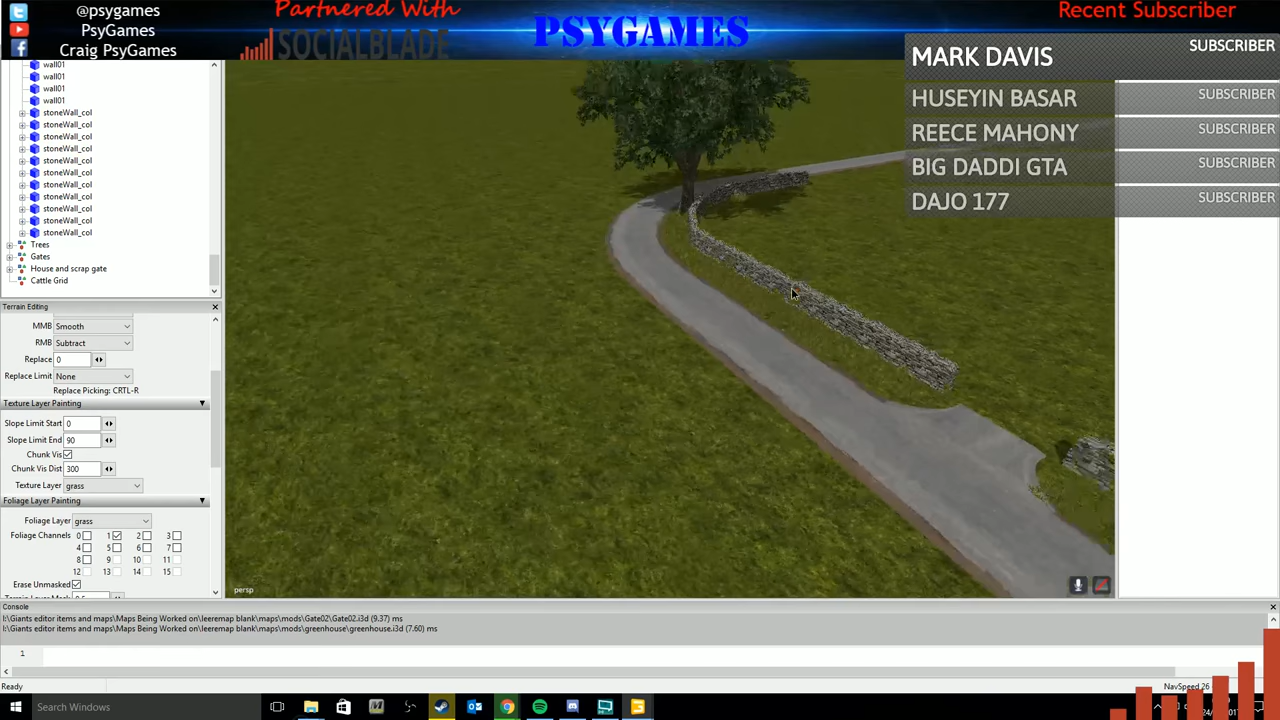 @psygames
PsyGames
Craig PsyGames
Partnered With
SOCIALBLADE
PSYGAMES
Recent Subscriber
MARK DAVIS SUBSCRIBER
HUSEYIN BASAR SUBSCRIBER
REECE MAHONY SUBSCRIBER
BIG DADDI GTA SUBSCRIBER
DAJO 177 SUBSCRIBER
wall01
wall01
wall01
wall01
stoneWall_col
stoneWall_col
stoneWall_col
stoneWall_col
stoneWall_col
stoneWall_col
stoneWall_col
stoneWall_col
stoneWall_col
stoneWall_col
stoneWall_col
Trees
Gates
House and scrap gate
Cattle Grid
Terrain Editing
MMB Smooth
RMB Subtract
Replace 0
Replace Limit None
Replace Picking: CRTL-R
Texture Layer Painting
Slope Limit Start 0
Slope Limit End 90
Chunk Vis
Chunk Vis Dist 300
Texture Layer grass
Foliage Layer Painting
Foliage Layer grass
Foliage Channels 0 1 2 3
4 5 6 7
8 9 10 11
12 13 14 15
Erase Unmasked
persp
Console
I:\Giants editor items and maps\Maps Being Worked on\leeremap blank\maps\mods\Gate02\Gate02.i3d (9.37) ms
I:\Giants editor items and maps\Maps Being Worked on\leeremap blank\maps\mods\greenhouse\greenhouse.i3d (7.60) ms
1
Ready
NavSpeed 26
Search Windows